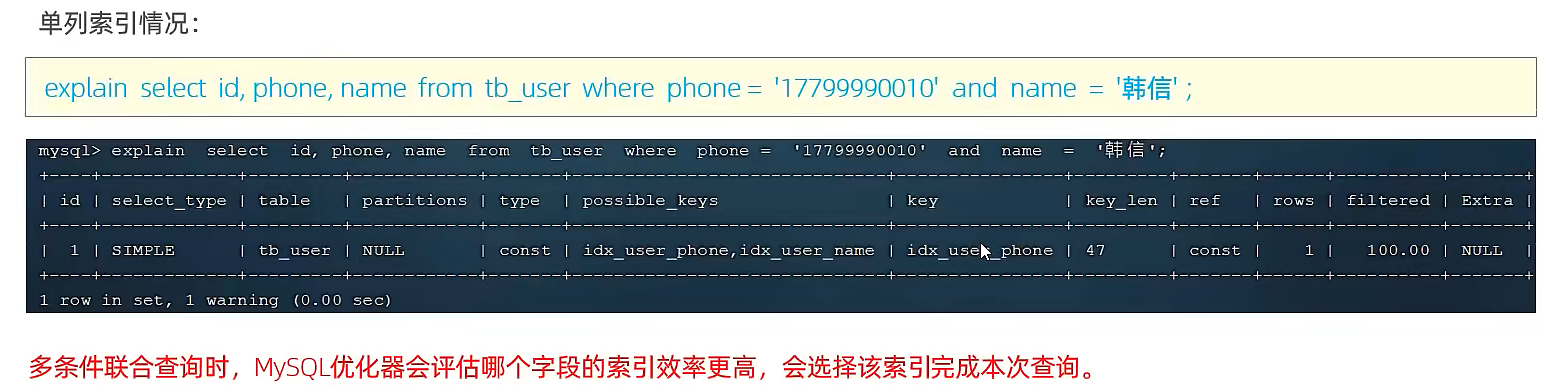 单列索引情况：
explain select id, phone, name from tb_user where phone = '17799990010' and name = '韩信' ;
mysql> explain select id, phone, name from tb_user where phone = '17799990010' and name = '韩信';
+----+-------------+---------+------------+-------+------------------------------+----------------+---------+-------+------+----------+-------+
| id | select_type | table | partitions | type | possible_keys | key | key_len | ref | rows | filtered | Extra |
+----+-------------+---------+------------+-------+------------------------------+----------------+---------+-------+------+----------+-------+
| 1 | SIMPLE | tb_user | NULL | const | idx_user_phone,idx_user_name | idx_user_phone | 47 | const | 1 | 100.00 | NULL |
+----+-------------+---------+------------+-------+------------------------------+----------------+---------+-------+------+----------+-------+
1 row in set, 1 warning (0.00 sec)
多条件联合查询时，MySQL优化器会评估哪个字段的索引效率更高，会选择该索引完成本次查询。